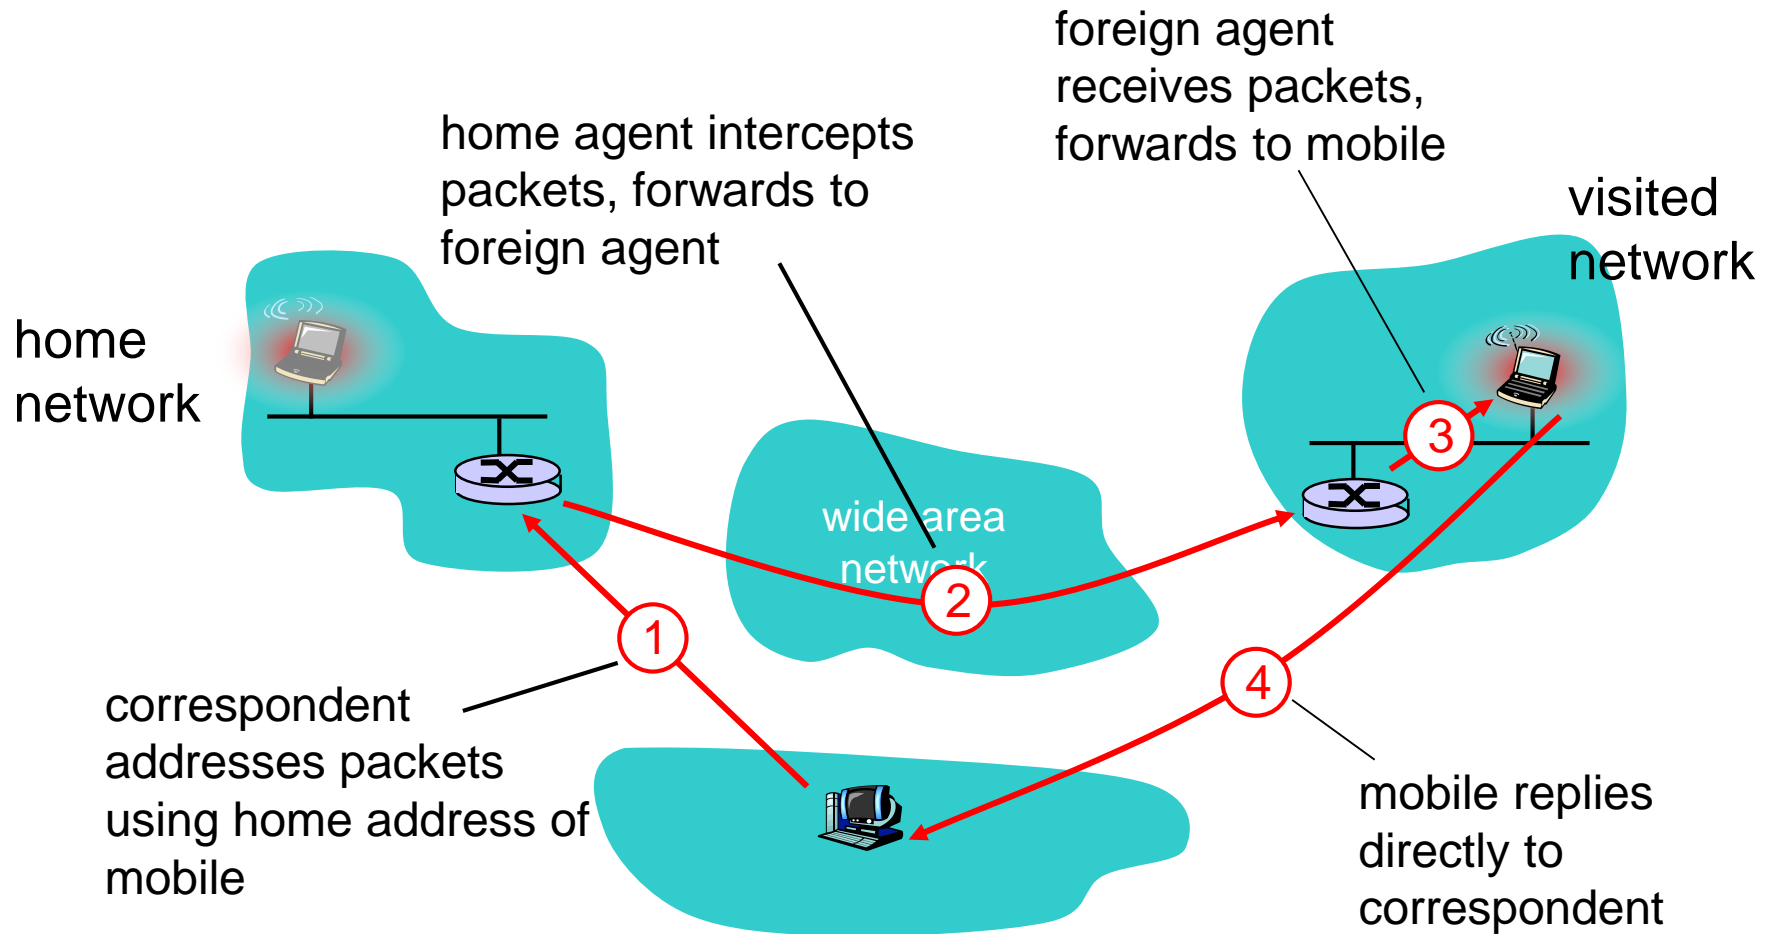 foreign agent
receives packets,
forwards to mobile
home agent intercepts
packets, forwards to
foreign agent
visited
network
home
network
wide area
network
3
2
1
4
correspondent
addresses packets
using home address of
mobile
mobile replies
directly to
correspondent